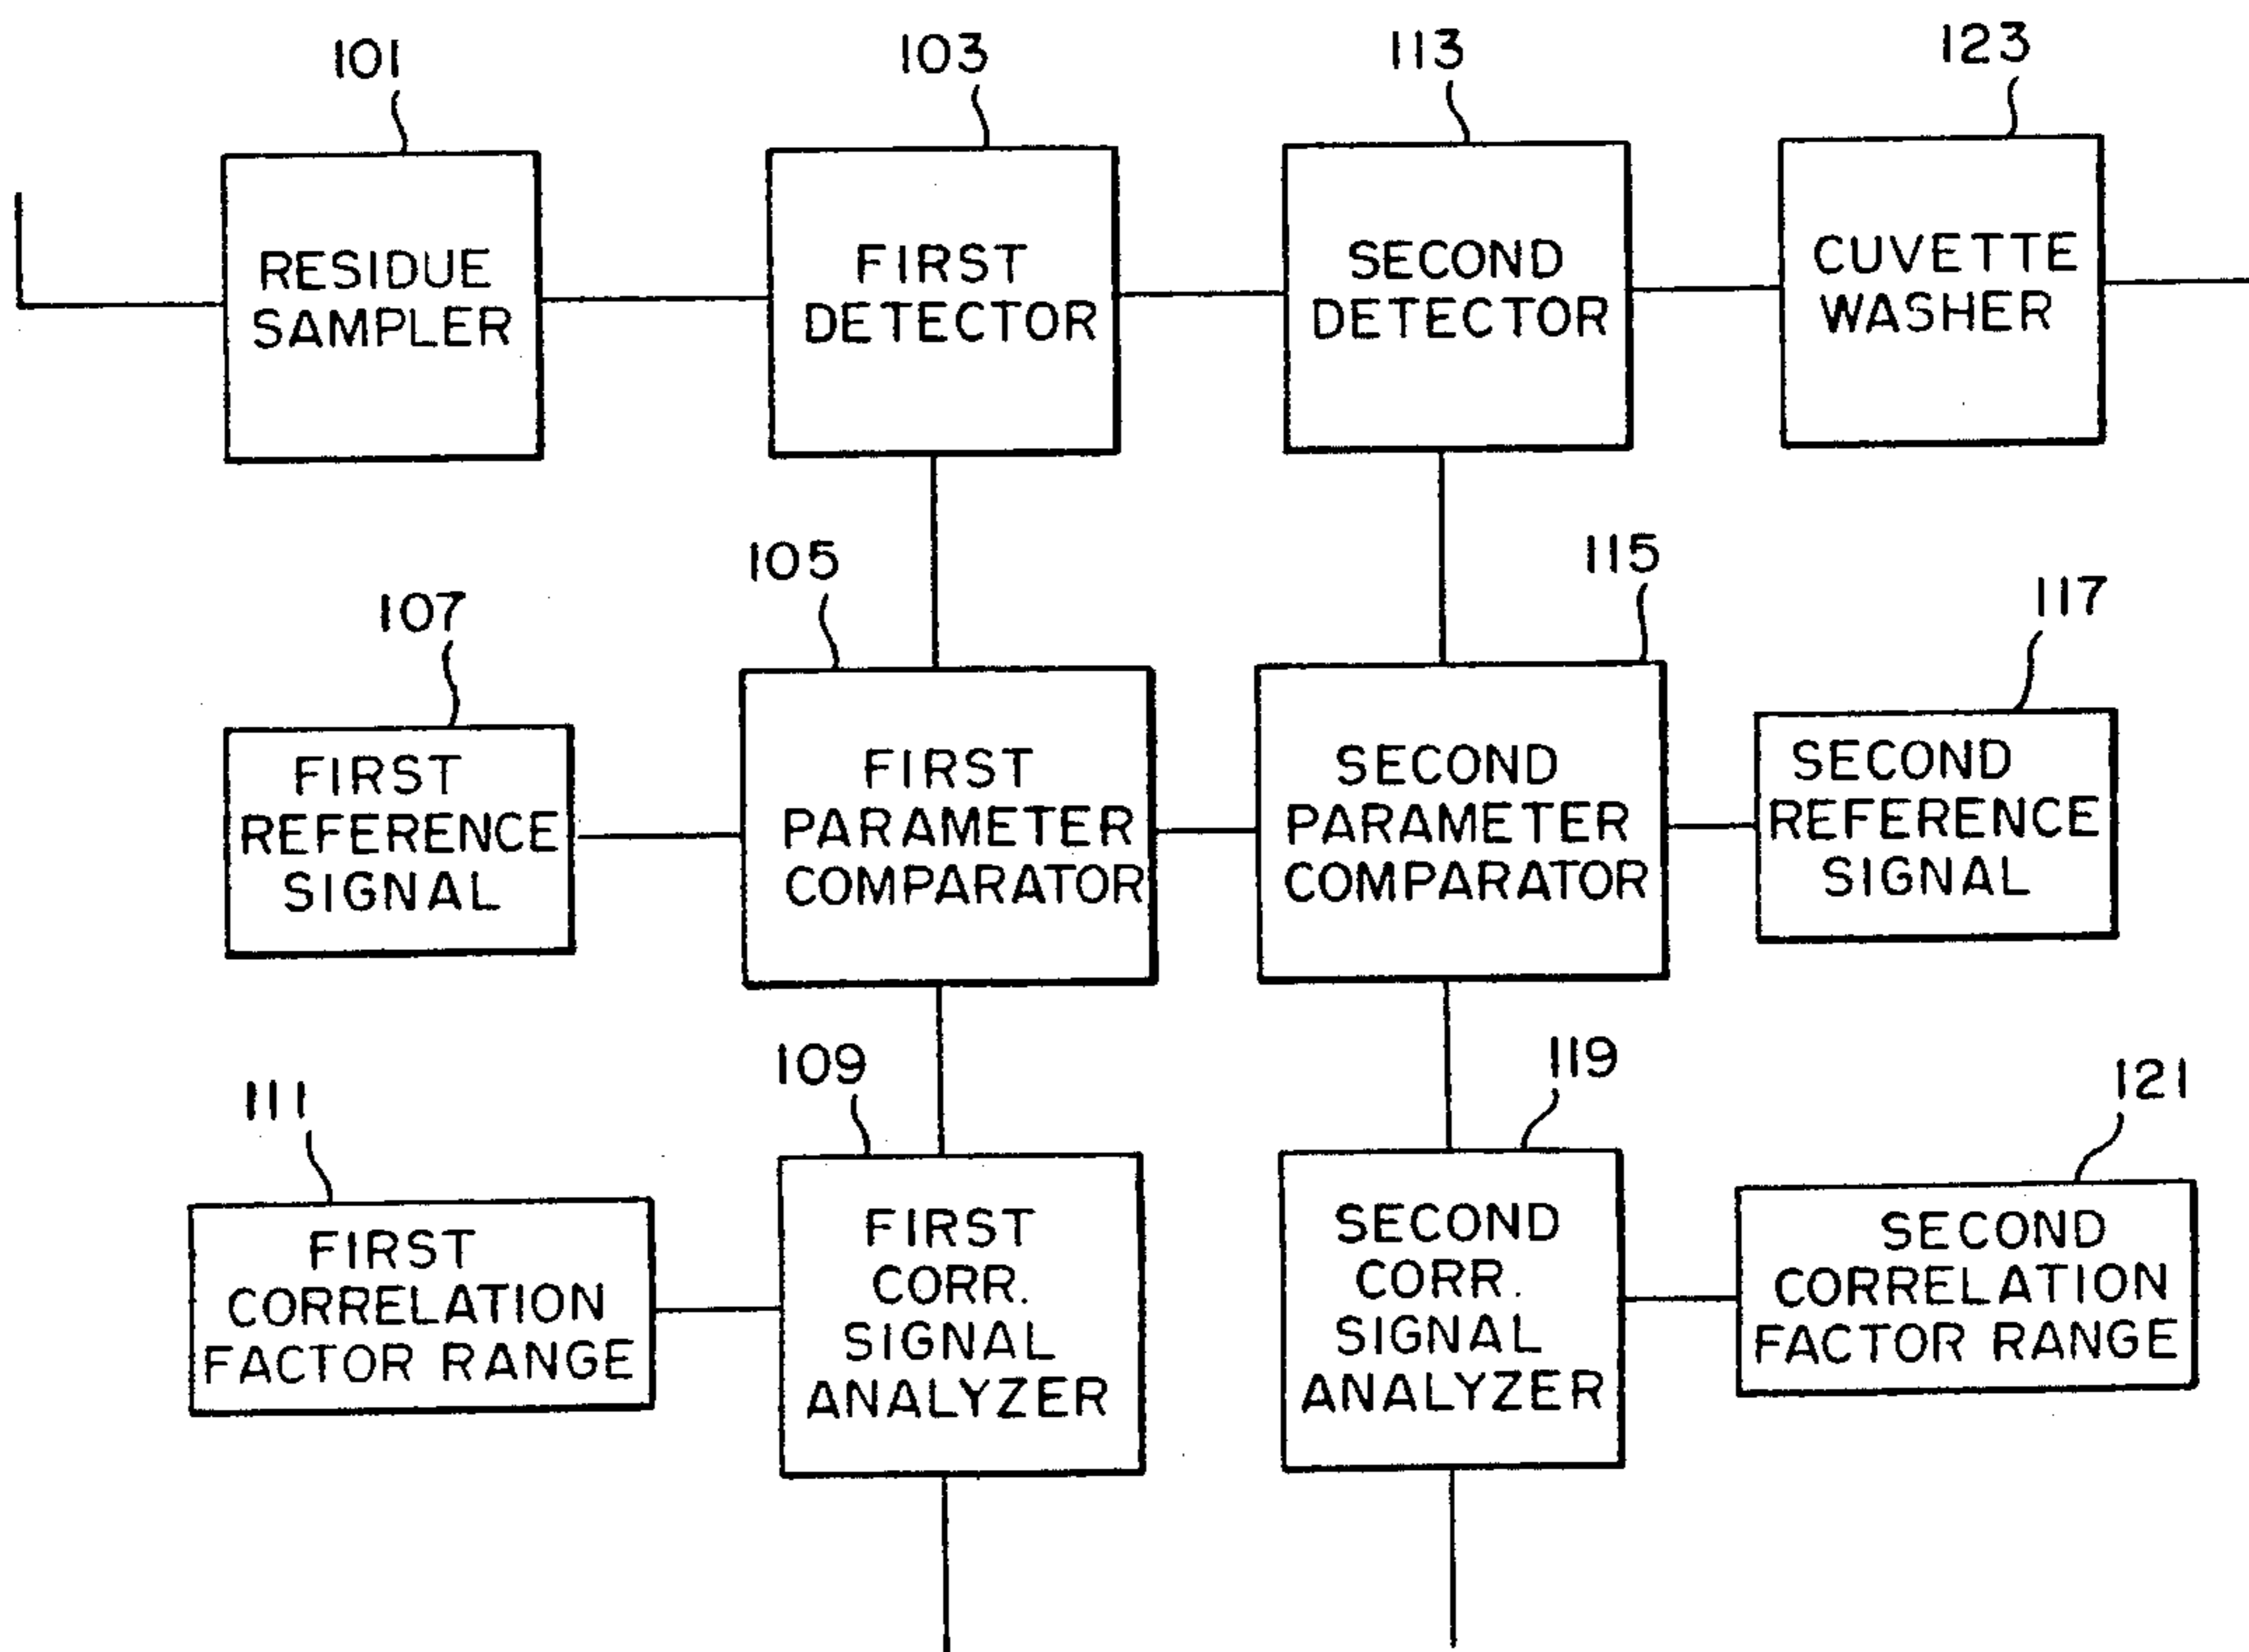 101
103
113
123
RESIDUE
SAMPLER
FIRST
DETECTOR
SECOND
DETECTOR
CUVETTE
WASHER
107
105
115
117
FIRST
REFERENCE
SIGNAL
FIRST
PARAMETER
COMPARATOR
SECOND
PARAMETER
COMPARATOR
SECOND
REFERENCE
SIGNAL
111
109
119
121
FIRST
CORRELATION
FACTOR RANGE
FIRST
CORR.
SIGNAL
ANALYZER
SECOND
CORR.
SIGNAL
ANALYZER
SECOND
CORRELATION
FACTOR RANGE